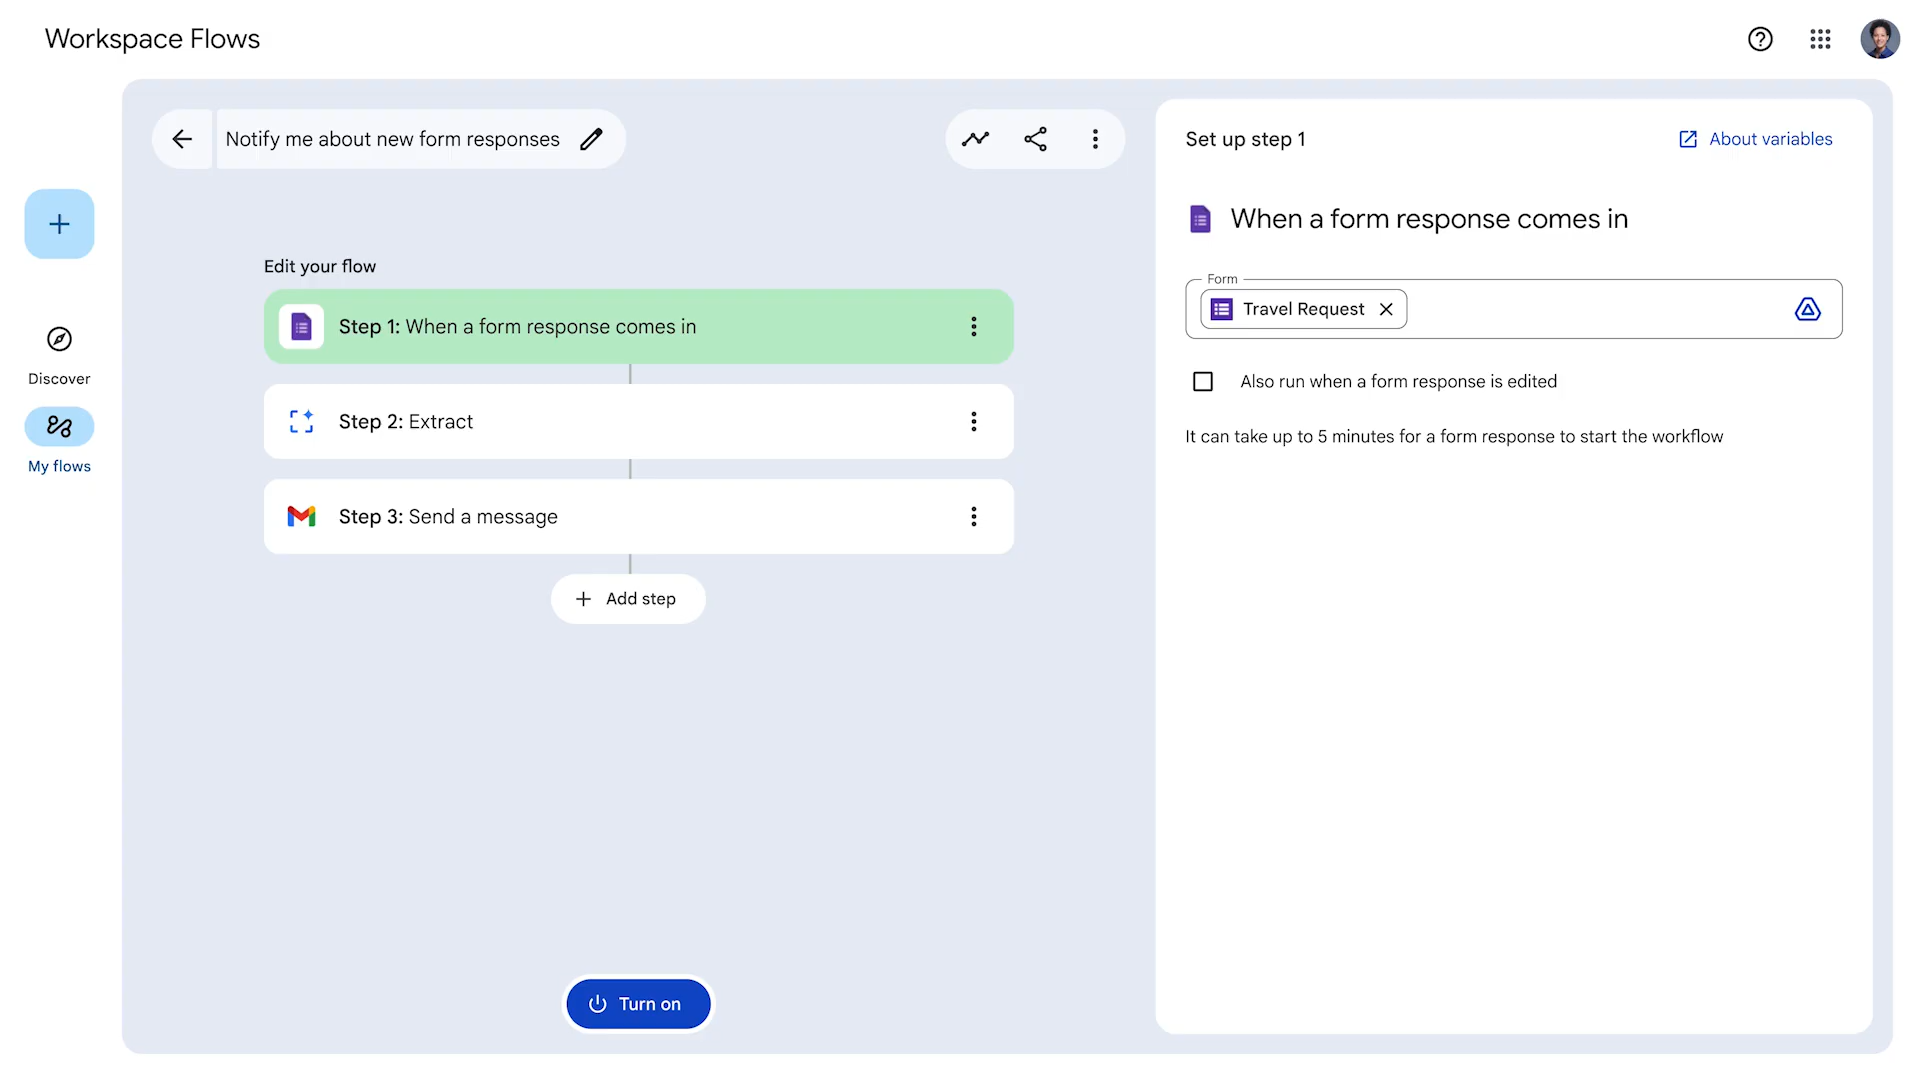 Workspace Flows
Notify me about new form responses
Discover
My flows
Edit your flow
Step 1: When a form response comes in
Step 2: Extract
Step 3: Send a message
Add step
Turn on
Set up step 1
About variables
When a form response comes in
Form
Travel Request
Also run when a form response is edited
It can take up to 5 minutes for a form response to start the workflow